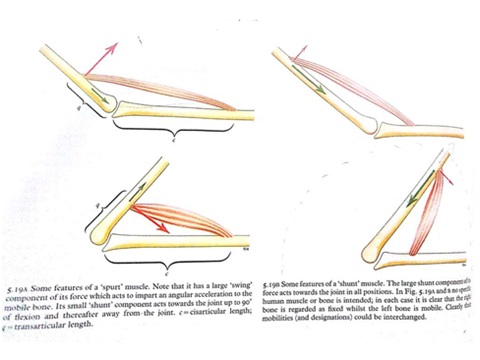 q
c
q
c
5.19A Some features of a 'spurt' muscle. Note that it has a large 'swing'
component of its force which acts to impart an angular acceleration to the
mobile bone. Its small 'shunt' component acts towards the joint up to 90°
of flexion and thereafter away from the joint. c = cisarticular length;
q = transarticular length.
5.19B Some features of a 'shunt' muscle. The large shunt component of its
force acts towards the joint in all positions. In Fig. 5.19A and B no specific
human muscle or bone is intended; in each case it is clear that the right
bone is regarded as fixed whilst the left bone is mobile. Clearly the
mobilities (and designations) could be interchanged.